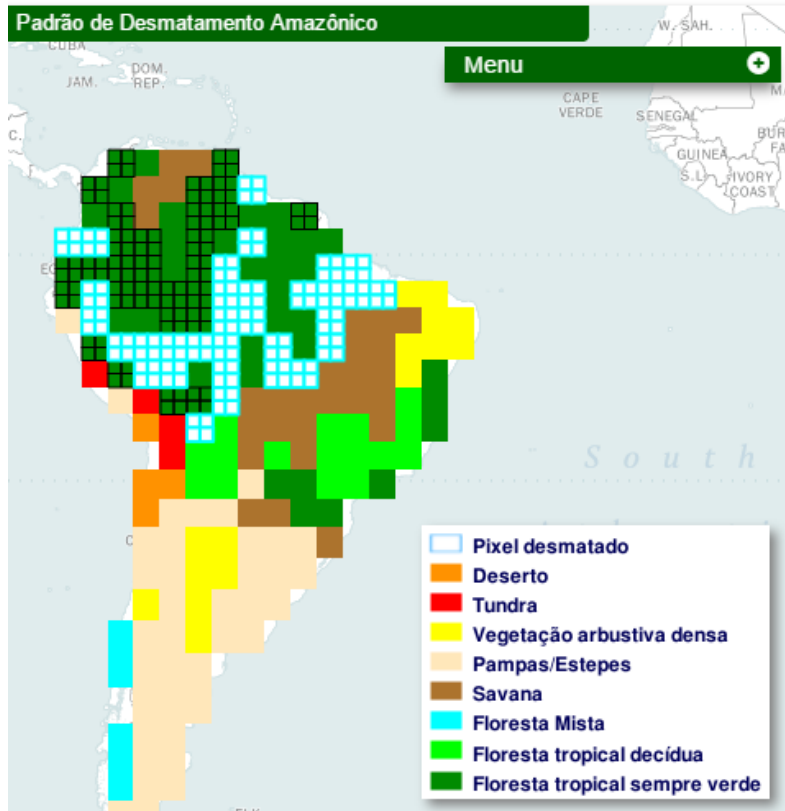 Padrão de Desmatamento Amazônico
Menu
W. SAH.
CUBA
JAM.
DOM.
REP.
CAPE
VERDE
SENEGAL
GUINEA
S.L.
IVORY
COAST
C.
South
Pixel desmatado
Deserto
Tundra
Vegetação arbustiva densa
Pampas/Estepes
Savana
Floresta Mista
Floresta tropical decídua
Floresta tropical sempre verde